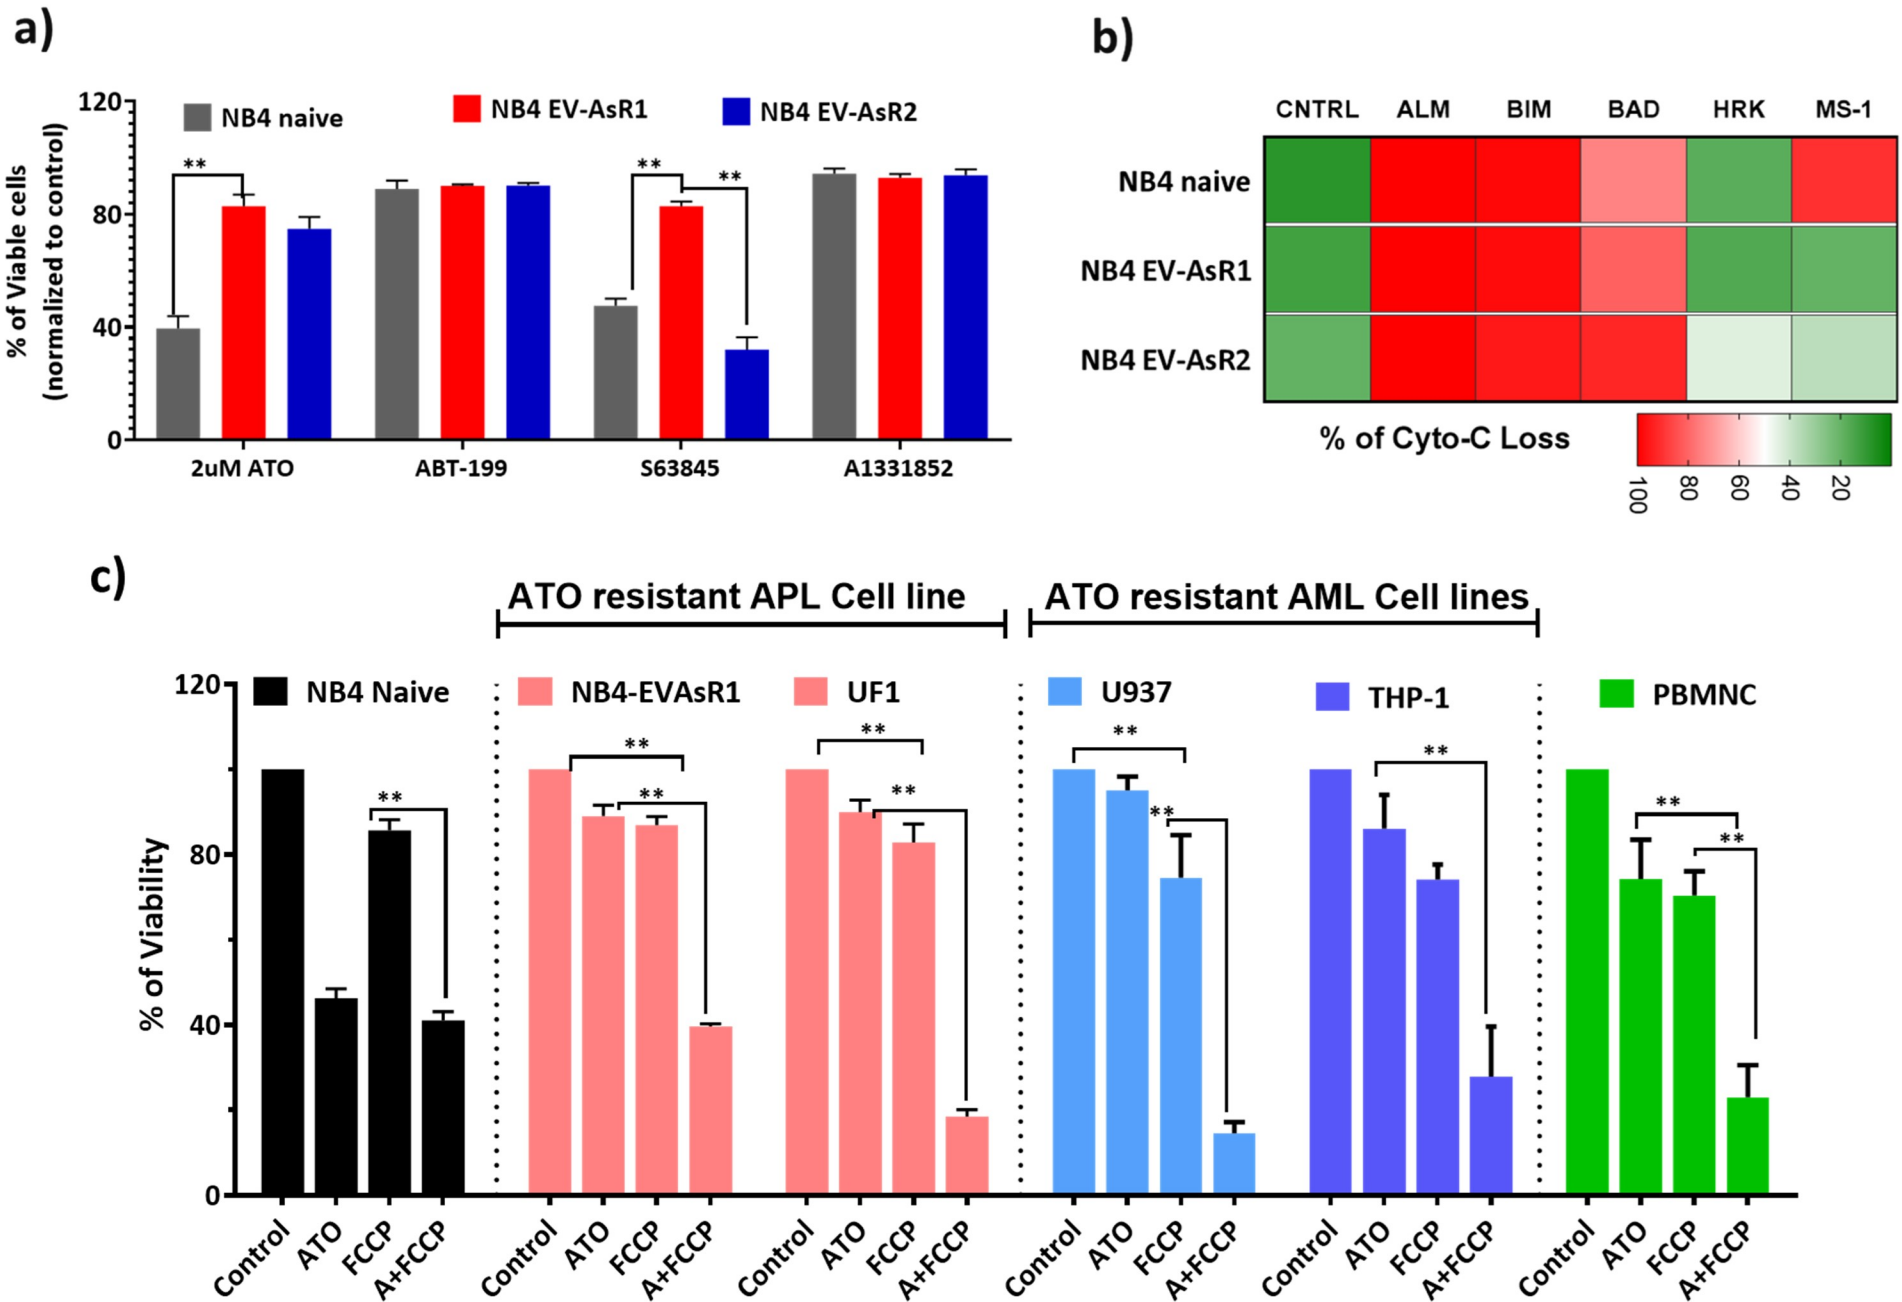 a)
NB4 naive
NB4 EV-AsR1
NB4 EV-AsR2
% of Viable cells
(normalized to control)
120
80
40
0
**
**
**
2uM ATO
ABT-199
S63845
A1331852
b)
CNTRL
ALM
BIM
BAD
HRK
MS-1
NB4 naive
NB4 EV-AsR1
NB4 EV-AsR2
% of Cyto-C Loss
100
80
60
40
20
c)
ATO resistant APL Cell line
ATO resistant AML Cell lines
NB4 Naive
NB4-EVAsR1
UF1
U937
THP-1
PBMNC
% of Viability
120
80
40
0
**
**
**
**
**
**
**
**
**
**
Control
ATO
FCCP
A+FCCP
Control
ATO
FCCP
A+FCCP
Control
ATO
FCCP
A+FCCP
Control
ATO
FCCP
A+FCCP
Control
ATO
FCCP
A+FCCP
Control
ATO
FCCP
A+FCCP